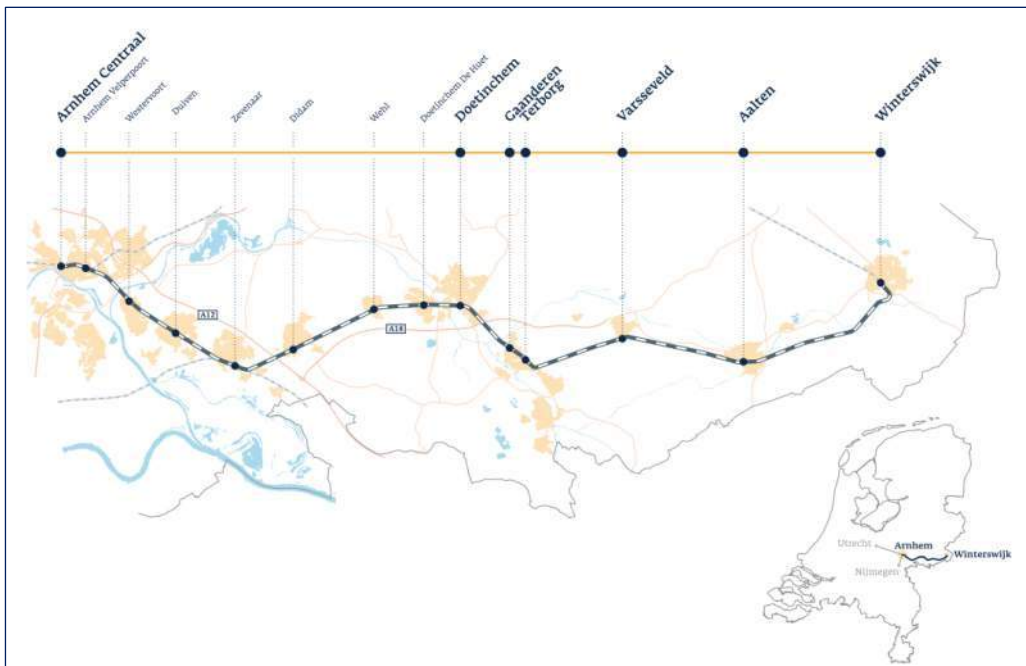 Arnhem Centraal
Arnhem Velperpoort
Westervoort
Duiven
Zevenaar
Didam
Wehl
Doetinchem De Huet
Doetinchem
Gaanderen
Terborg
Varsseveld
Aalten
Winterswijk
A12
A18
Utrecht
Arnhem
Winterswijk
Nijmegen